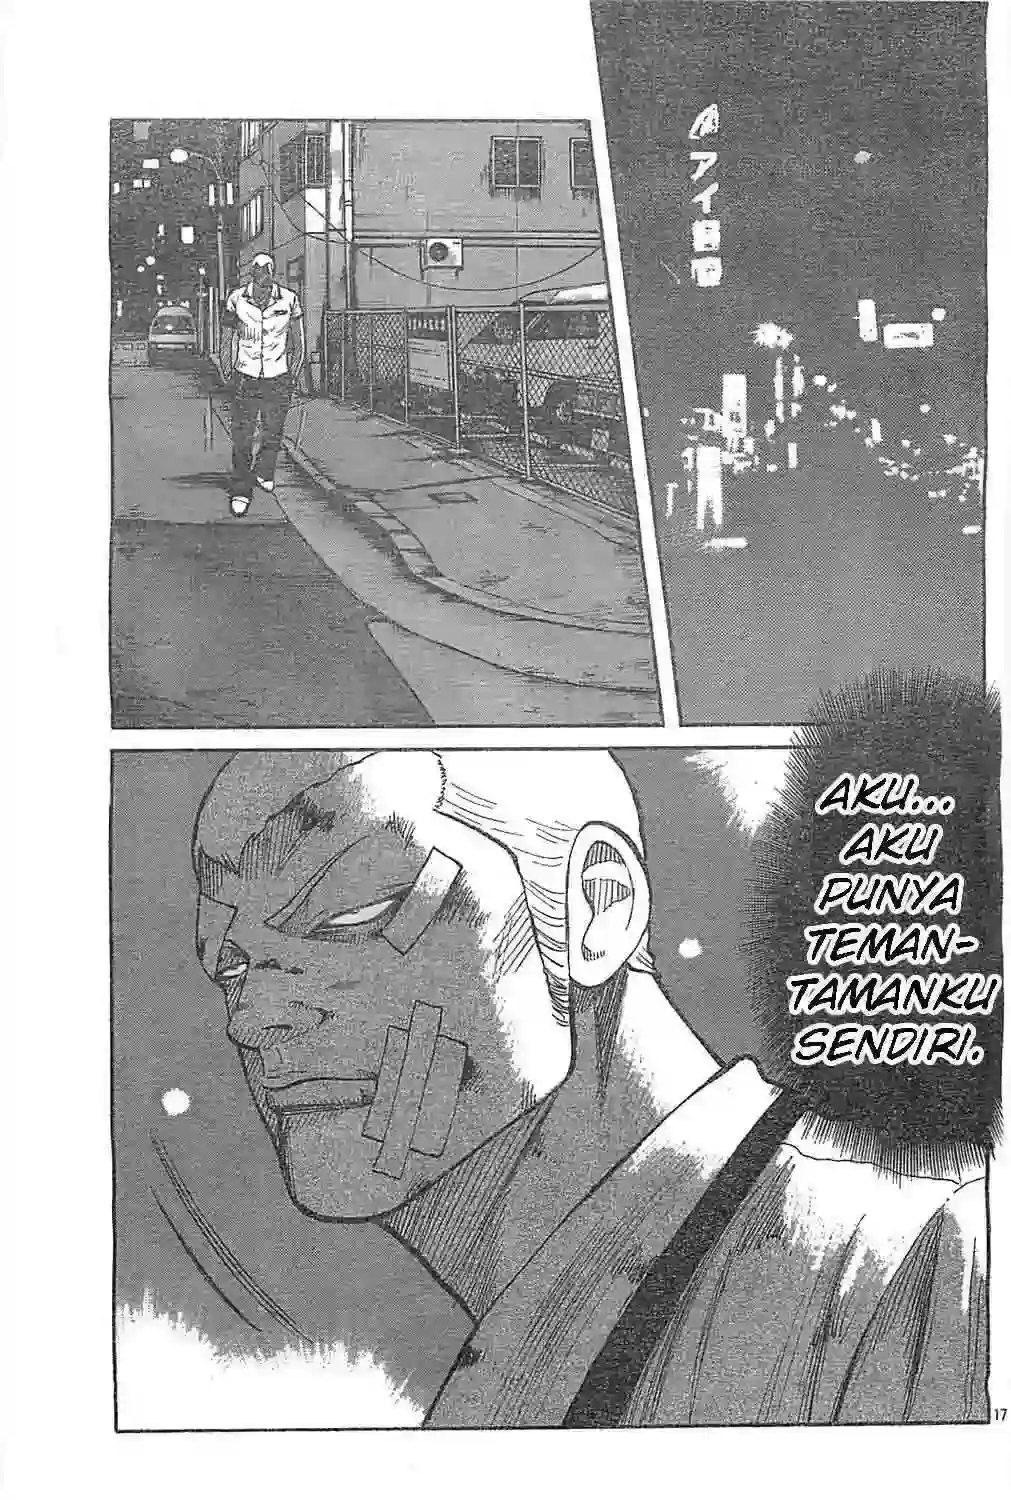 アイ
AKU...
AKU
PUNYA
TEMAN-
TAMANKU
SENDIRI.
17